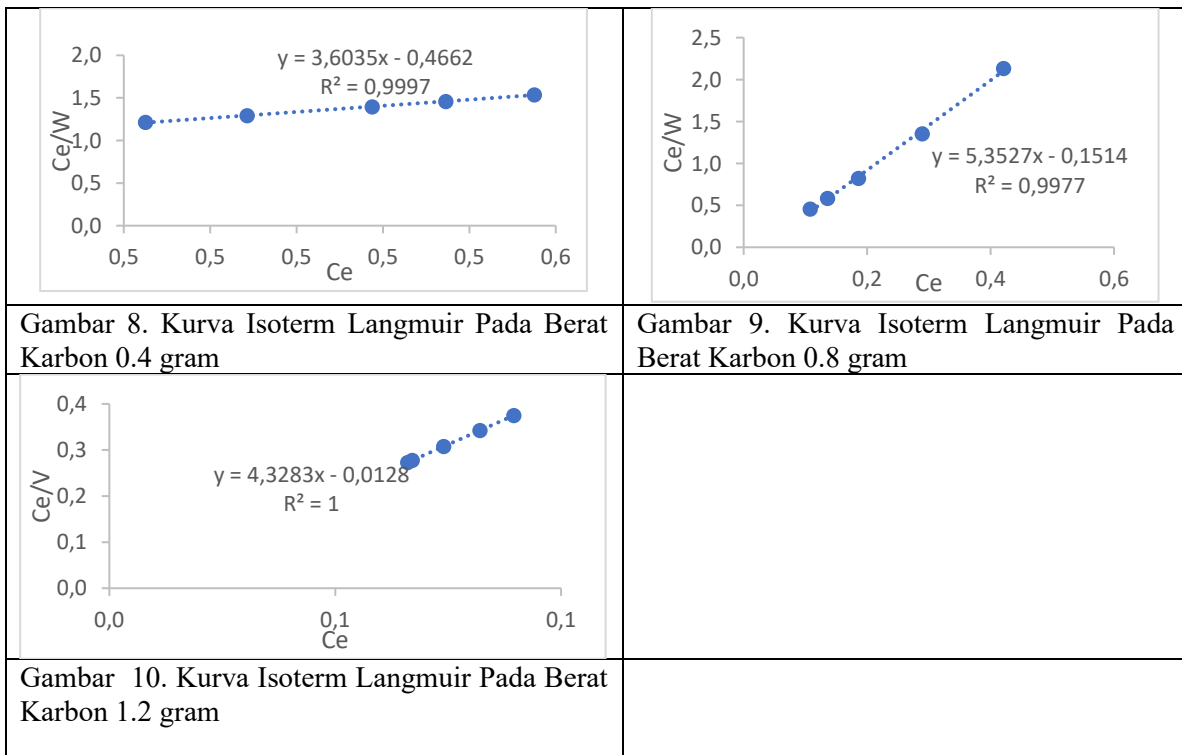 2,0
1,5
1,0
0,5
0,0
Ce/W
y = 3,6035x - 0,4662
R² = 0,9997
0,5 0,5 0,5 0,5 0,5 0,6
Ce
Gambar 8. Kurva Isoterm Langmuir Pada Berat
Karbon 0.4 gram
2,5
2,0
1,5
1,0
0,5
0,0
Ce/W
y = 5,3527x - 0,1514
R² = 0,9977
0,0 0,2 0,4 0,6
Ce
Gambar 9. Kurva Isoterm Langmuir Pada
Berat Karbon 0.8 gram
0,4
0,3
0,2
0,1
0,0
Ce/V
y = 4,3283x - 0,0128
R² = 1
0,0 0,1 0,1
Ce
Gambar 10. Kurva Isoterm Langmuir Pada Berat
Karbon 1.2 gram